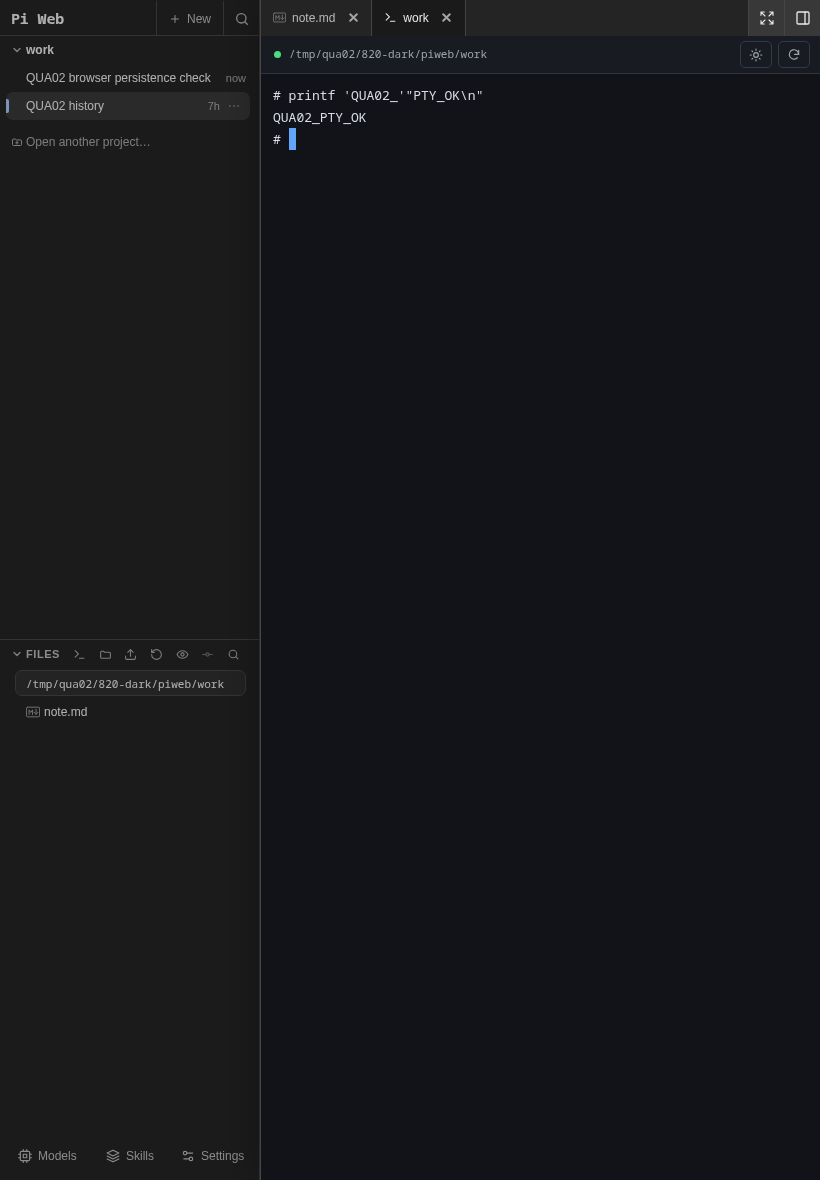 Pi Web
New
note.md
work
work
/tmp/qua02/820-dark/piweb/work
QUA02 browser persistence check now
QUA02 history 7h ...
Open another project…
# printf 'QUA02_'"PTY_OK\n"
QUA02_PTY_OK
#
FILES
/tmp/qua02/820-dark/piweb/work
note.md
Models
Skills
Settings